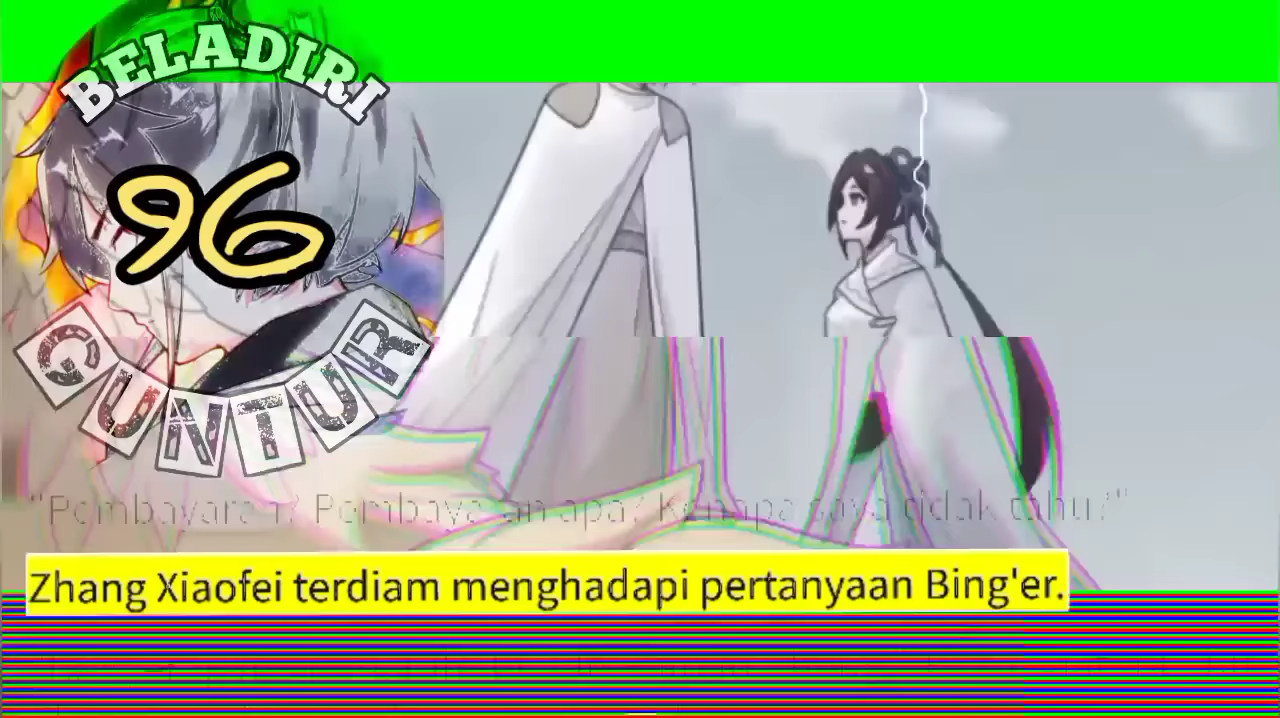 BELADIRI
96
GUNTUR
"Pembayaran? Pembayaran apa? Kenapa saya tidak tahu?"
Zhang Xiaofei terdiam menghadapi pertanyaan Bing'er.